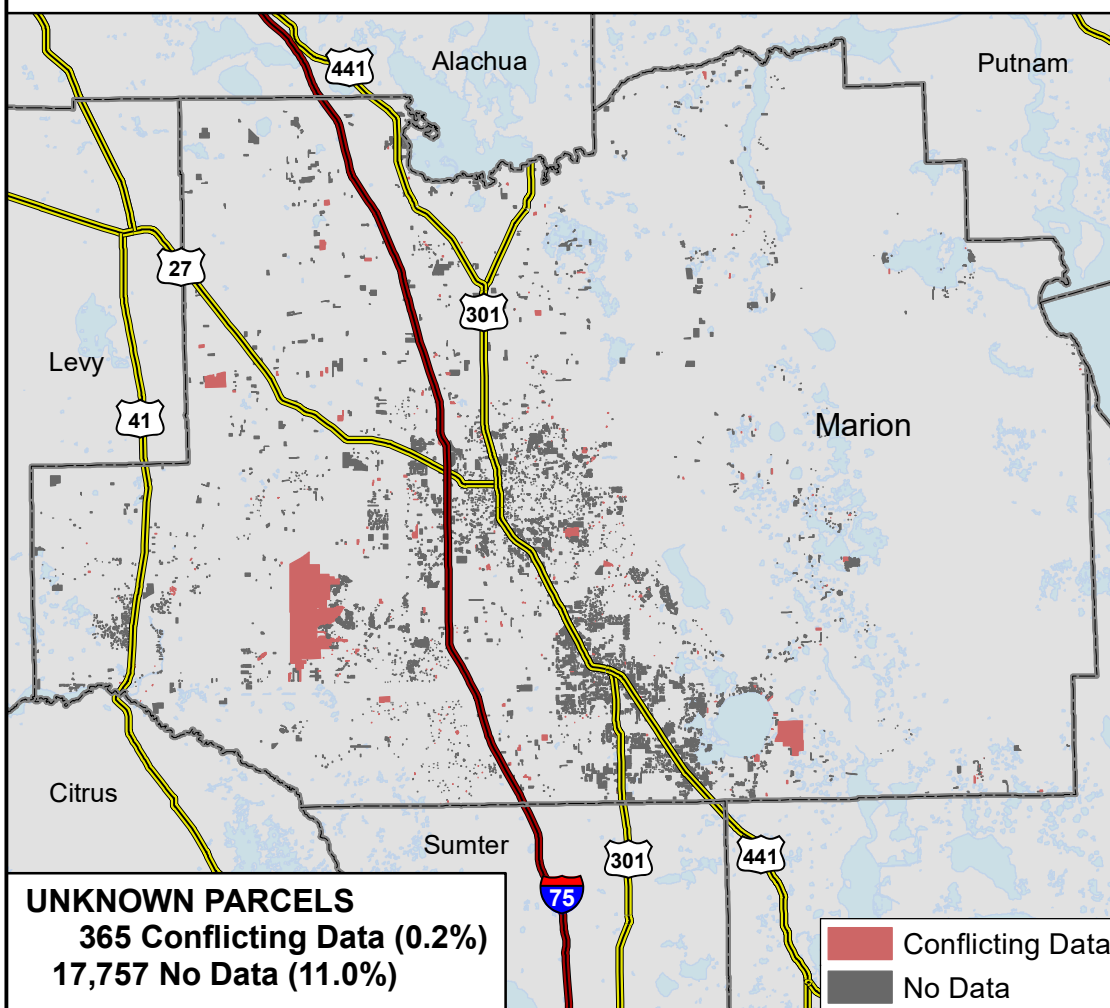 441
Alachua
Putnam
27
301
Levy
41
Marion
Citrus
Sumter
301
441
75
UNKNOWN PARCELS
365 Conflicting Data (0.2%)
17,757 No Data (11.0%)
Conflicting Data
No Data